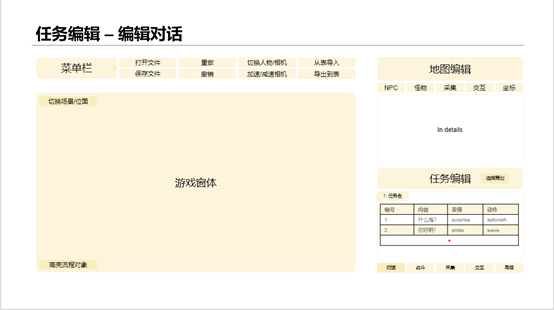 任务编辑 – 编辑对话
菜单栏
打开文件 重做 切换人物/相机 从表导入
保存文件 撤销 加速/减速相机 导出到表
地图编辑
NPC 怪物 采集 交互 坐标
In details
切换场景/位图
游戏窗体
高亮流程对象
任务编辑
1: 任务名
编号 内容 表情 动作
1 什么鬼? surprise astonish
2 你好啊! smile wave
+
对话 战斗 采集 交互 寻路